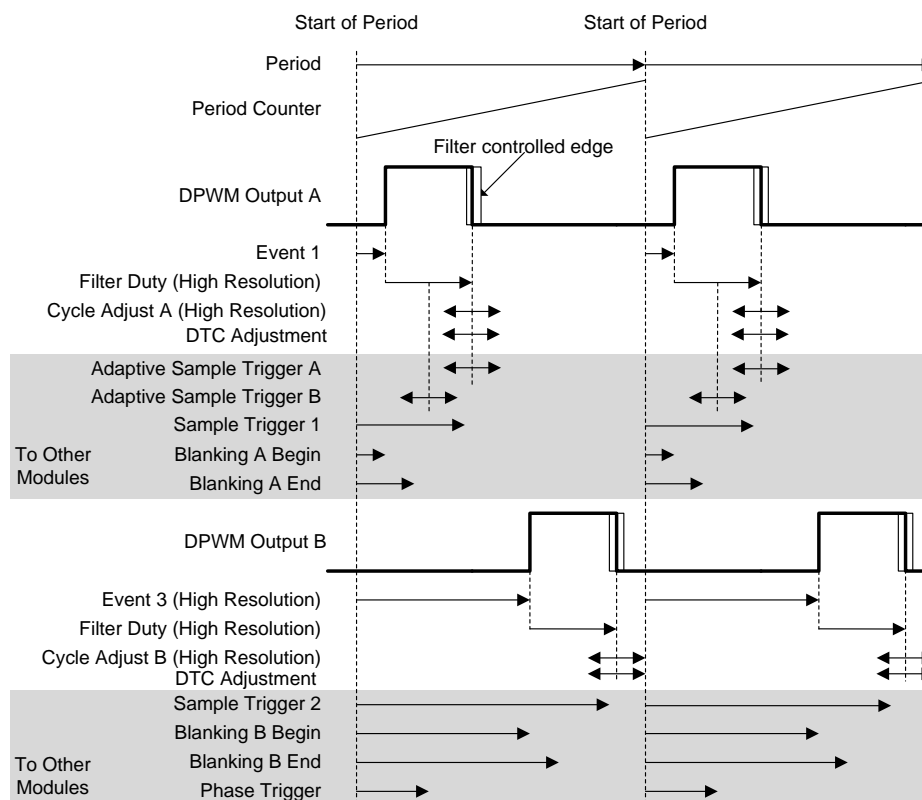 Start of Period
Start of Period
Period
Period Counter
Filter controlled edge
DPWM Output A
Event 1
Filter Duty (High Resolution)
Cycle Adjust A (High Resolution)
DTC Adjustment
Adaptive Sample Trigger A
Adaptive Sample Trigger B
Sample Trigger 1
To Other
Modules
Blanking A Begin
Blanking A End
DPWM Output B
Event 3 (High Resolution)
Filter Duty (High Resolution)
Cycle Adjust B (High Resolution)
DTC Adjustment
Sample Trigger 2
Blanking B Begin
Blanking B End
To Other
Modules
Phase Trigger